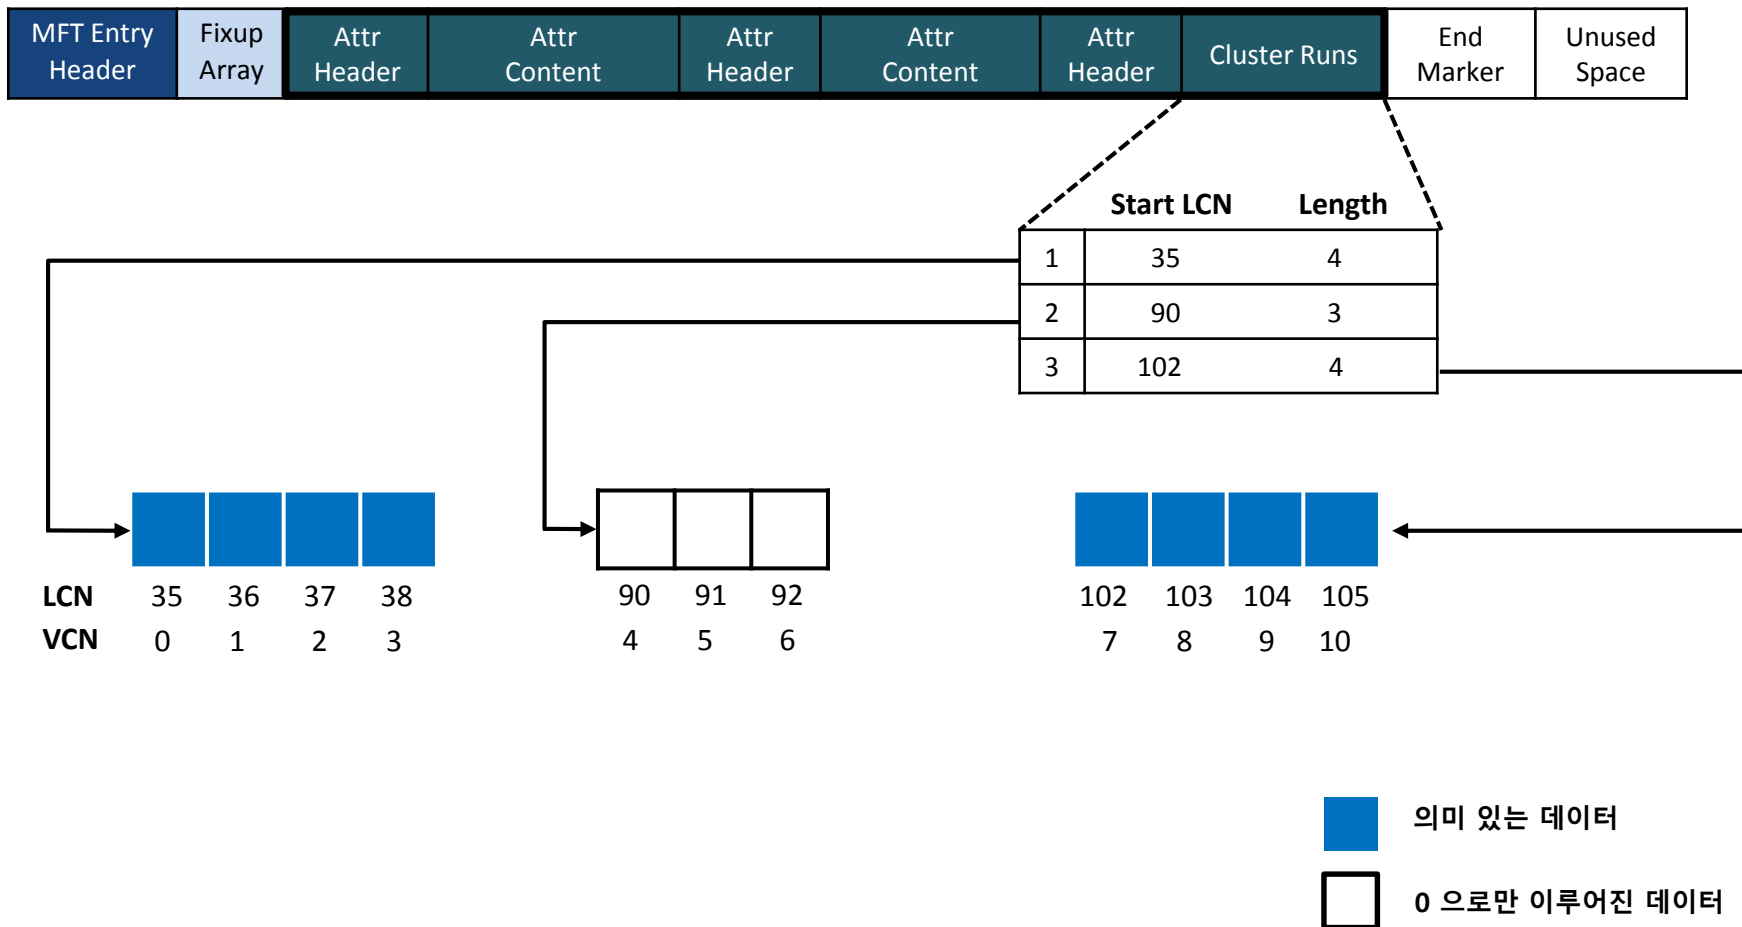 MFT Entry Header
Fixup Array
Attr Header
Attr Content
Attr Header
Attr Content
Attr Header
Cluster Runs
End Marker
Unused Space
Start LCN Length
1 35 4
2 90 3
3 102 4
LCN 35 36 37 38 90 91 92 102 103 104 105
VCN 0 1 2 3 4 5 6 7 8 9 10
의미 있는 데이터
0 으로만 이루어진 데이터